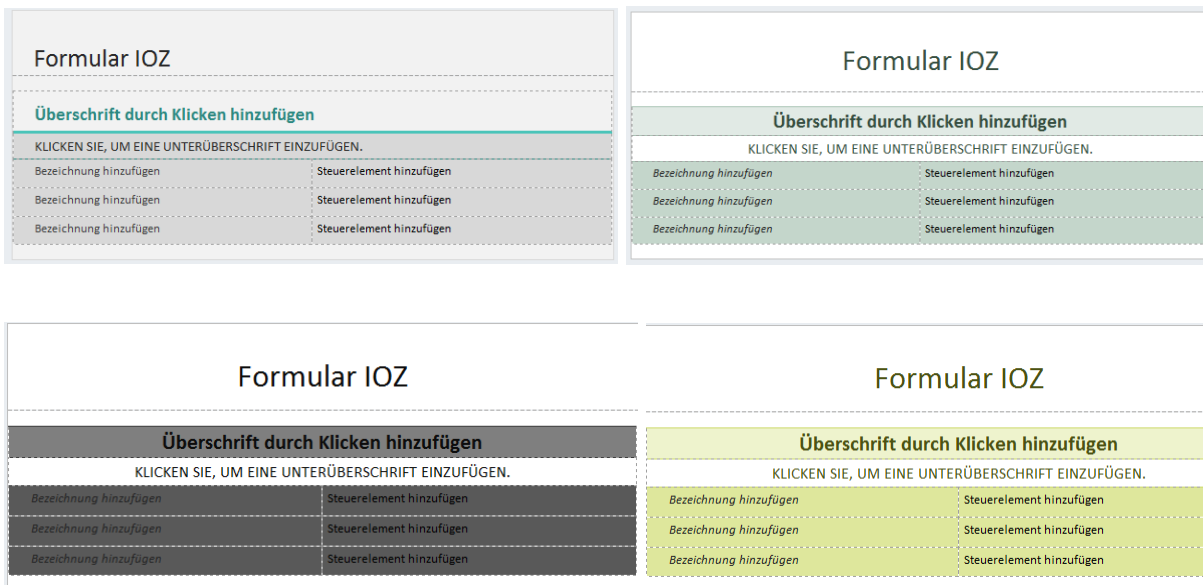 Formular IOZ
Überschrift durch Klicken hinzufügen
KLICKEN SIE, UM EINE UNTERÜBERSCHRIFT EINZUFÜGEN.
Bezeichnung hinzufügen Steuerelement hinzufügen
Bezeichnung hinzufügen Steuerelement hinzufügen
Bezeichnung hinzufügen Steuerelement hinzufügen
Formular IOZ
Überschrift durch Klicken hinzufügen
KLICKEN SIE, UM EINE UNTERÜBERSCHRIFT EINZUFÜGEN.
Bezeichnung hinzufügen Steuerelement hinzufügen
Bezeichnung hinzufügen Steuerelement hinzufügen
Bezeichnung hinzufügen Steuerelement hinzufügen
Formular IOZ
Überschrift durch Klicken hinzufügen
KLICKEN SIE, UM EINE UNTERÜBERSCHRIFT EINZUFÜGEN.
Bezeichnung hinzufügen Steuerelement hinzufügen
Bezeichnung hinzufügen Steuerelement hinzufügen
Bezeichnung hinzufügen Steuerelement hinzufügen
Formular IOZ
Überschrift durch Klicken hinzufügen
KLICKEN SIE, UM EINE UNTERÜBERSCHRIFT EINZUFÜGEN.
Bezeichnung hinzufügen Steuerelement hinzufügen
Bezeichnung hinzufügen Steuerelement hinzufügen
Bezeichnung hinzufügen Steuerelement hinzufügen